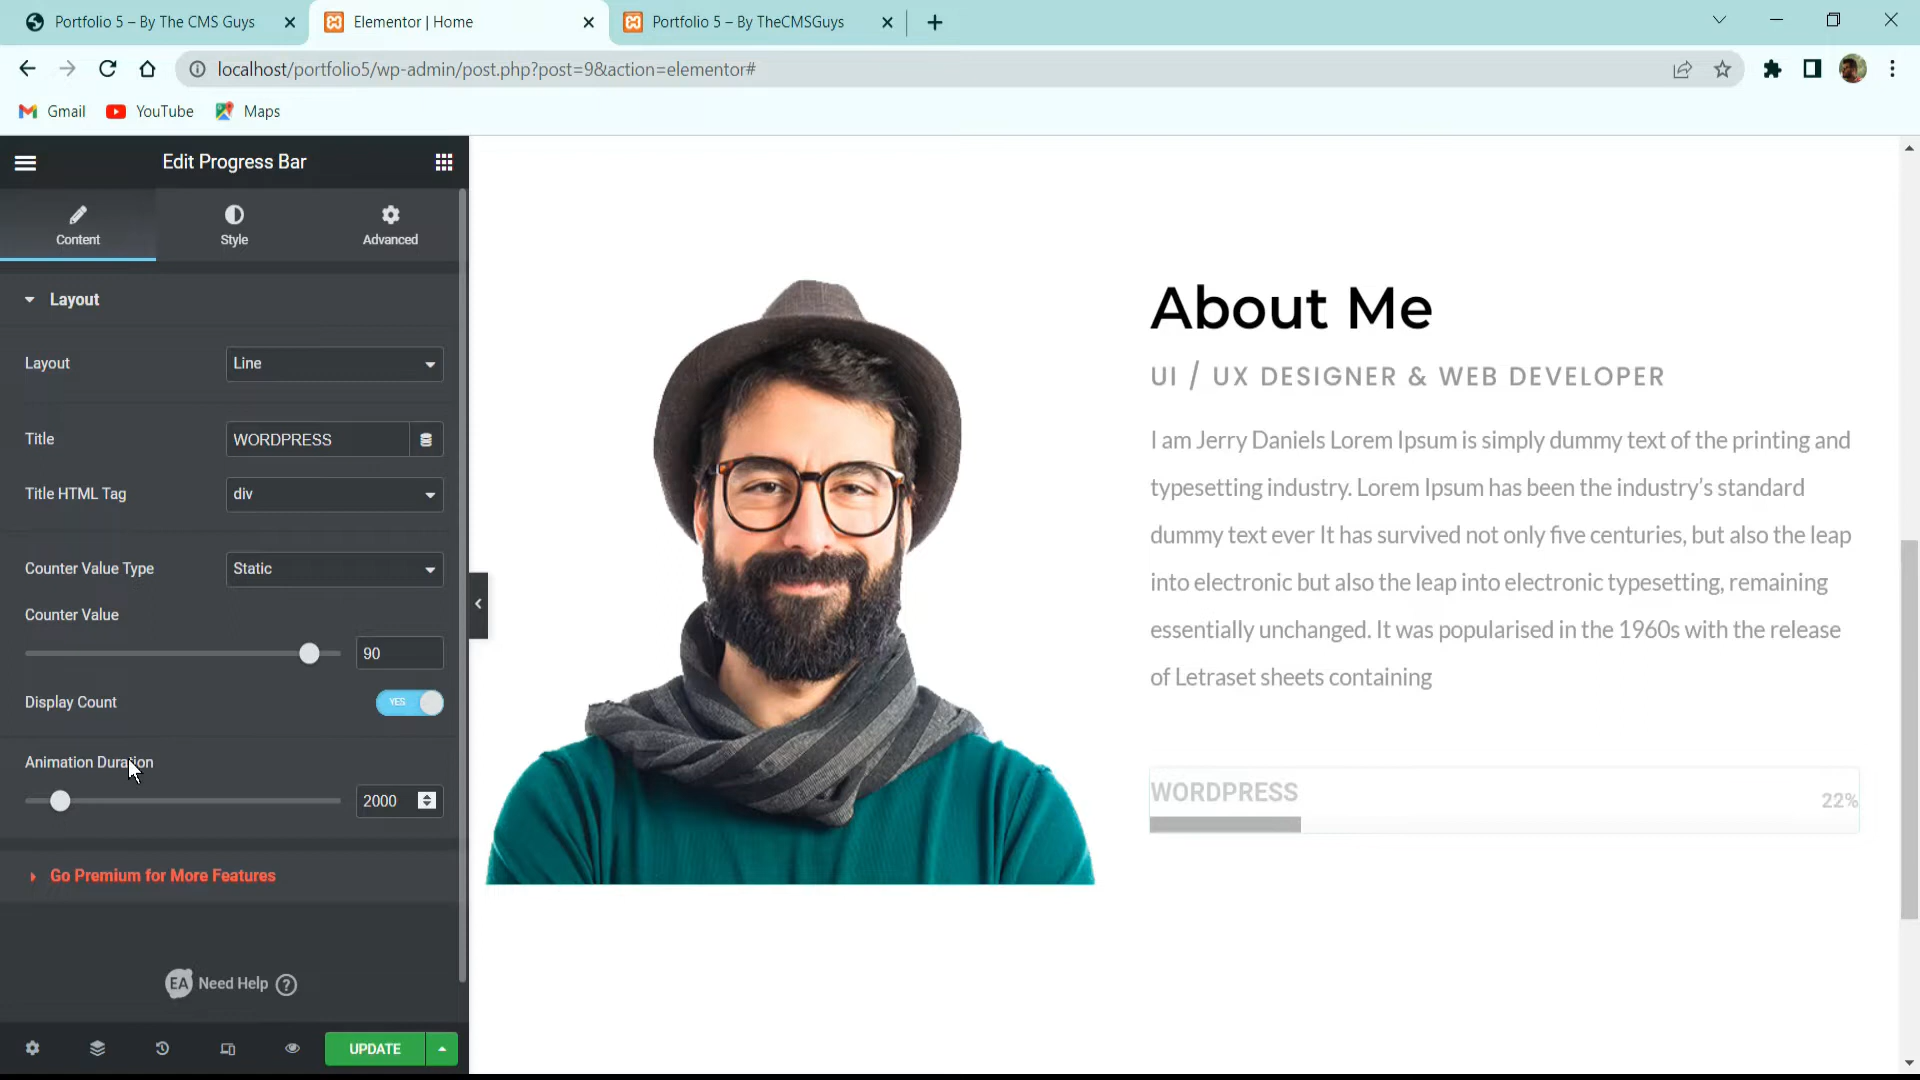 Portfolio 5 – By The CMS Guys
Elementor | Home
Portfolio 5 – By TheCMSGuys
localhost/portfolio5/wp-admin/post.php?post=9&action=elementor#
Gmail
YouTube
Maps
Edit Progress Bar
Content
Style
Advanced
Layout
Layout
Line
Title
WORDPRESS
Title HTML Tag
div
Counter Value Type
Static
Counter Value
90
Display Count
YES
Animation Duration
2000
Go Premium for More Features
EA Need Help ?
UPDATE
About Me
UI / UX DESIGNER & WEB DEVELOPER
I am Jerry Daniels Lorem Ipsum is simply dummy text of the printing and
typesetting industry. Lorem Ipsum has been the industry’s standard
dummy text ever It has survived not only five centuries, but also the leap
into electronic but also the leap into electronic typesetting, remaining
essentially unchanged. It was popularised in the 1960s with the release
of Letraset sheets containing
WORDPRESS
22%